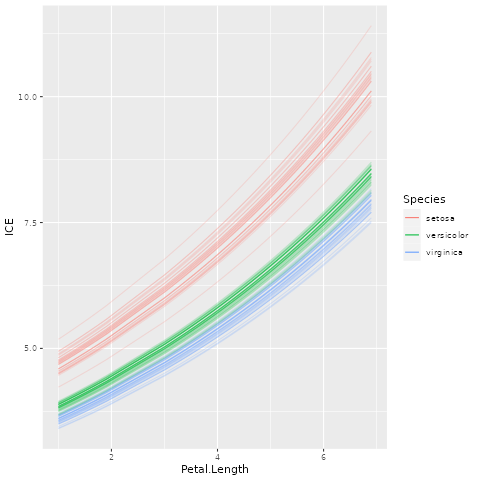 10.0
7.5
5.0
ICE
2
4
6
Petal.Length
Species
setosa
versicolor
virginica